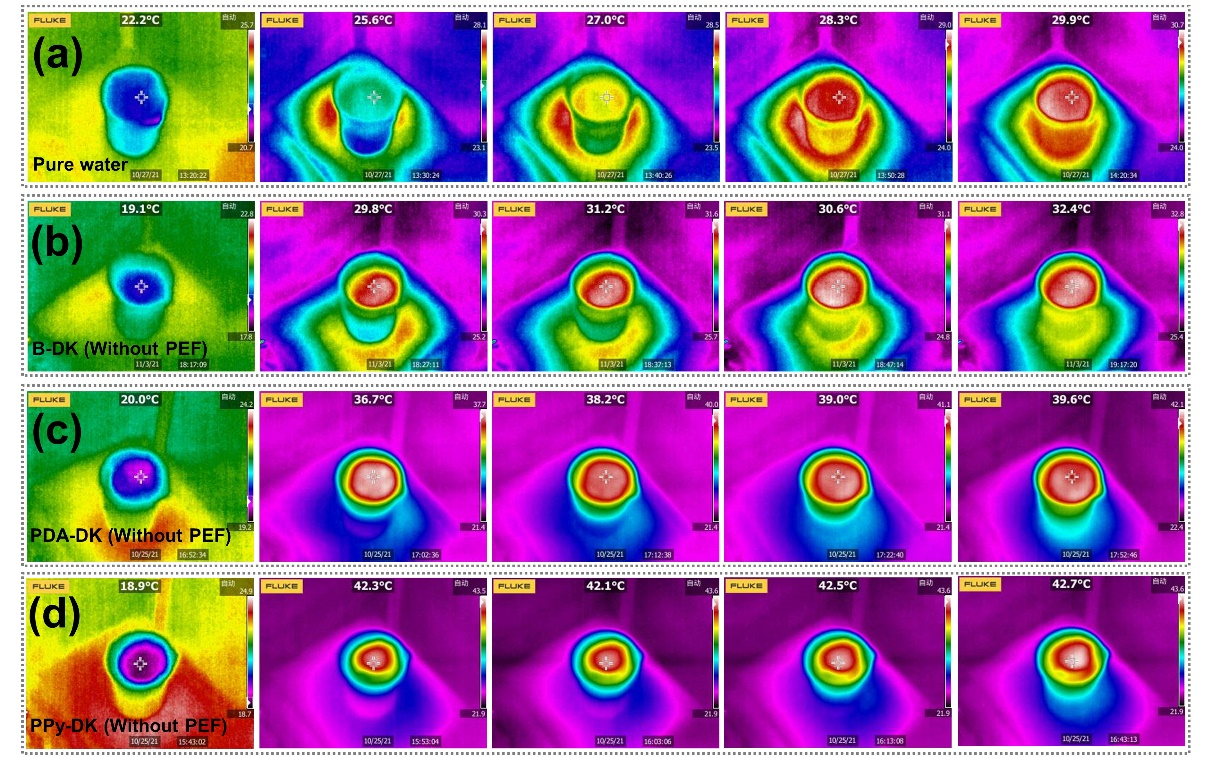 FLUKE 22.2°C 自动 25.7
(a)
Pure water
20.7
10/27/21 13:20:22
FLUKE 25.6°C 自动 28.1
23.1
10/27/21 13:30:24
FLUKE 27.0°C 自动 28.5
23.5
10/27/21 13:40:26
FLUKE 28.3°C 自动 29.0
24.0
10/27/21 13:50:28
FLUKE 29.9°C 自动 30.7
24.0
10/27/21 14:20:34
FLUKE 19.1°C 自动 22.8
(b)
17.8
B-DK (Without PEF)
11/3/21 18:17:09
FLUKE 29.8°C 自动 30.3
25.2
11/3/21 18:27:11
FLUKE 31.2°C 自动 31.6
25.7
11/3/21 18:37:13
FLUKE 30.6°C 自动 31.1
24.8
11/3/21 18:47:14
FLUKE 32.4°C 自动 32.8
25.4
11/3/21 19:17:20
FLUKE 20.0°C 自动 24.2
(c)
19.2
PDA-DK (Without PEF)
10/25/21 16:52:34
FLUKE 36.7°C 自动 37.7
21.4
10/25/21 17:02:36
FLUKE 38.2°C 自动 40.0
21.4
10/25/21 17:12:38
FLUKE 39.0°C 自动 41.1
21.4
10/25/21 17:22:40
FLUKE 39.6°C 自动 42.1
22.4
10/25/21 17:52:46
FLUKE 18.9°C 自动 24.9
(d)
18.7
PPy-DK (Without PEF)
10/25/21 15:43:02
FLUKE 42.3°C 自动 43.5
21.9
10/25/21 15:53:04
FLUKE 42.1°C 自动 43.6
21.9
10/25/21 16:03:06
FLUKE 42.5°C 自动 43.6
21.9
10/25/21 16:13:08
FLUKE 42.7°C 自动 43.6
21.9
10/25/21 16:43:13